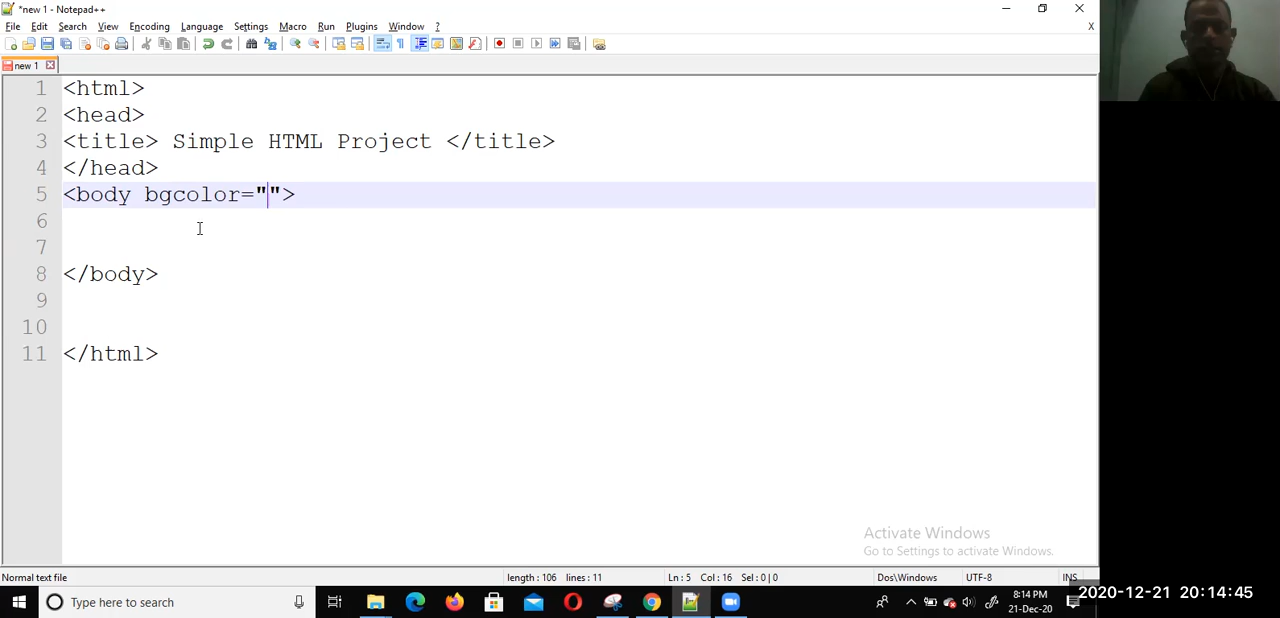 *new 1 - Notepad++
File Edit Search View Encoding Language Settings Macro Run Plugins Window ? X
new 1
1 <html>
2 <head>
3 <title> Simple HTML Project </title>
4 </head>
5 <body bgcolor="">
6
7
8 </body>
9
10
11 </html>
Activate Windows
Go to Settings to activate Windows.
Normal text file length : 106 lines : 11 Ln : 5 Col : 16 Sel : 0 | 0 Dos\Windows UTF-8 INS
Type here to search
8:14 PM
21-Dec-20
2020-12-21 20:14:45